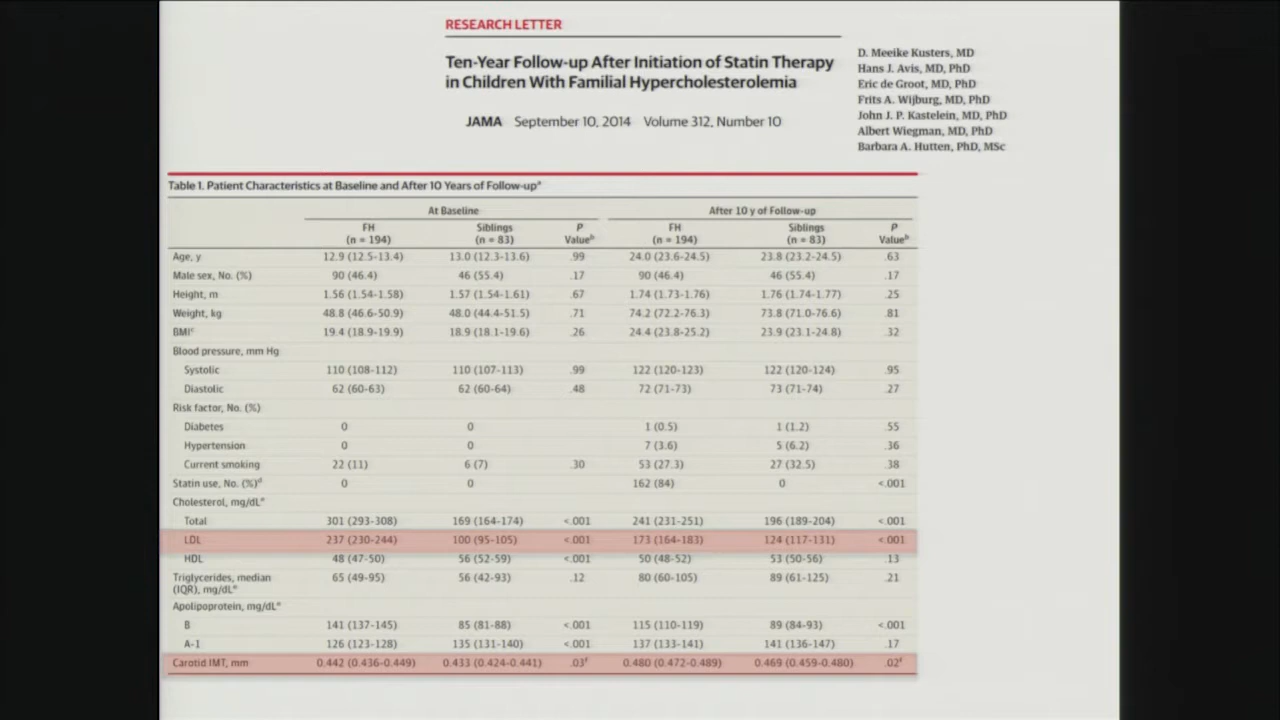 RESEARCH LETTER
Ten-Year Follow-up After Initiation of Statin Therapy
in Children With Familial Hypercholesterolemia
JAMA September 10, 2014 Volume 312, Number 10
D. Meeike Kusters, MD
Hans J. Avis, MD, PhD
Eric de Groot, MD, PhD
Frits A. Wijburg, MD, PhD
John J. P. Kastelein, MD, PhD
Albert Wiegman, MD, PhD
Barbara A. Hutten, PhD, MSc
Table 1. Patient Characteristics at Baseline and After 10 Years of Follow-upª
At Baseline After 10 y of Follow-up
FH Siblings P FH Siblings P
(n = 194) (n = 83) Valueᵇ (n = 194) (n = 83) Valueᵇ
Age, y 12.9 (12.5-13.4) 13.0 (12.3-13.6) .99 24.0 (23.6-24.5) 23.8 (23.2-24.5) .63
Male sex, No. (%) 90 (46.4) 46 (55.4) .17 90 (46.4) 46 (55.4) .17
Height, m 1.56 (1.54-1.58) 1.57 (1.54-1.61) .67 1.74 (1.73-1.76) 1.76 (1.74-1.77) .25
Weight, kg 48.8 (46.6-50.9) 48.0 (44.4-51.5) .71 74.2 (72.2-76.3) 73.8 (71.0-76.6) .81
BMIᶜ 19.4 (18.9-19.9) 18.9 (18.1-19.6) .26 24.4 (23.8-25.2) 23.9 (23.1-24.8) .32
Blood pressure, mm Hg
Systolic 110 (108-112) 110 (107-113) .99 122 (120-123) 122 (120-124) .95
Diastolic 62 (60-63) 62 (60-64) .48 72 (71-73) 73 (71-74) .27
Risk factor, No. (%)
Diabetes 0 0 1 (0.5) 1 (1.2) .55
Hypertension 0 0 7 (3.6) 5 (6.2) .36
Current smoking 22 (11) 6 (7) .30 53 (27.3) 27 (32.5) .38
Statin use, No. (%)ᵈ 0 0 162 (84) 0 <.001
Cholesterol, mg/dLᵉ
Total 301 (293-308) 169 (164-174) <.001 241 (231-251) 196 (189-204) <.001
LDL 237 (230-244) 100 (95-105) <.001 173 (164-183) 124 (117-131) <.001
HDL 48 (47-50) 56 (52-59) <.001 50 (48-52) 53 (50-56) .13
Triglycerides, median 65 (49-95) 56 (42-93) .12 80 (60-105) 89 (61-125) .21
(IQR), mg/dLᵉ
Apolipoprotein, mg/dLᵉ
B 141 (137-145) 85 (81-88) <.001 115 (110-119) 89 (84-93) <.001
A-1 126 (123-128) 135 (131-140) <.001 137 (133-141) 141 (136-147) .17
Carotid IMT, mm 0.442 (0.436-0.449) 0.433 (0.424-0.441) .03ᶠ 0.480 (0.472-0.489) 0.469 (0.459-0.480) .02ᶠ